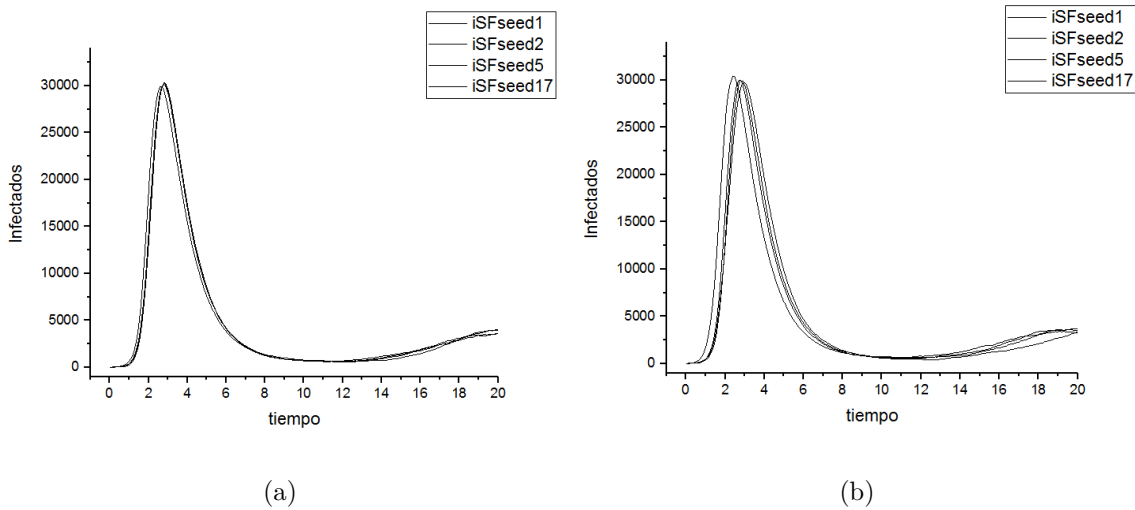 iSFseed1
iSFseed2
iSFseed5
iSFseed17
30000
25000
20000
15000
10000
5000
0
Infectados
0 2 4 6 8 10 12 14 16 18 20
tiempo
(a)
iSFseed1
iSFseed2
iSFseed5
iSFseed17
30000
25000
20000
15000
10000
5000
0
Infectados
0 2 4 6 8 10 12 14 16 18 20
tiempo
(b)